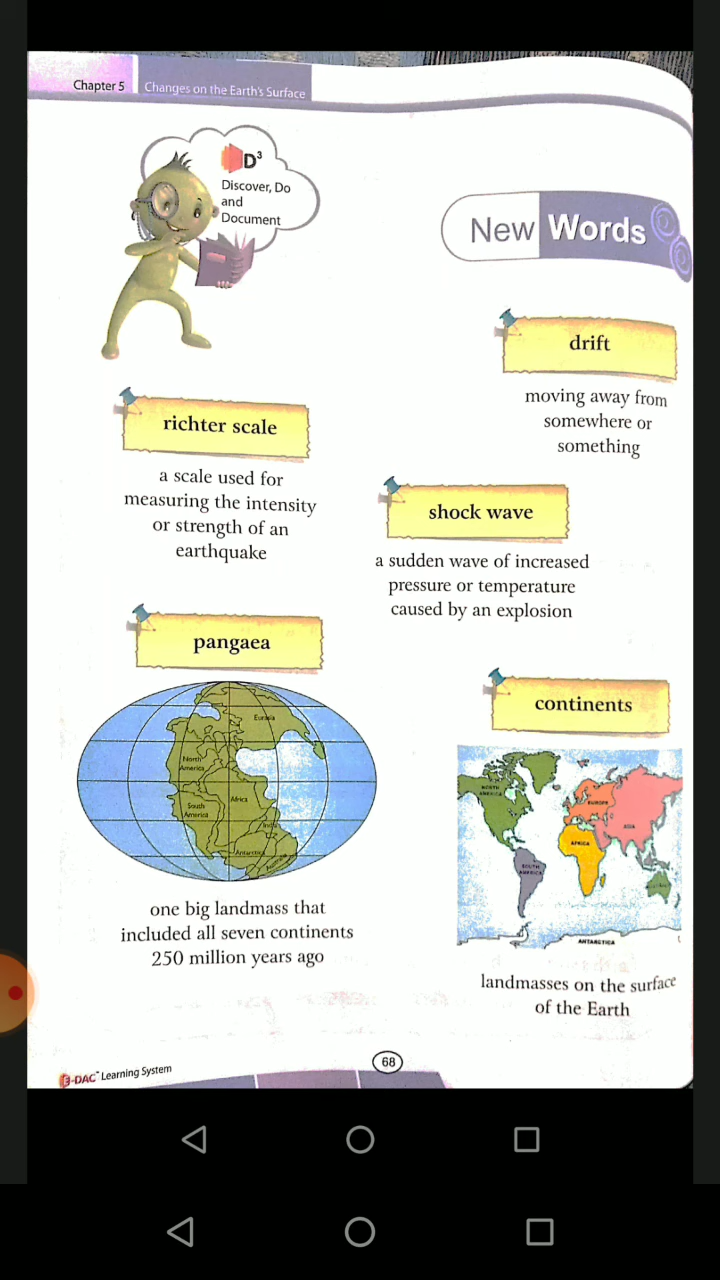 Chapter 5
Changes on the Earth's Surface
D³
Discover, Do
and
Document
New Words
drift
moving away from
somewhere or
something
richter scale
a scale used for
measuring the intensity
or strength of an
earthquake
shock wave
a sudden wave of increased
pressure or temperature
caused by an explosion
pangaea
Eurasia
North
America
Africa
South
America
India
Antarctica
one big landmass that
included all seven continents
250 million years ago
continents
NORTH
AMERICA
EUROPE
ASIA
AFRICA
SOUTH
AMERICA
ANTARCTICA
landmasses on the surface
of the Earth
68
E-DAC™ Learning System